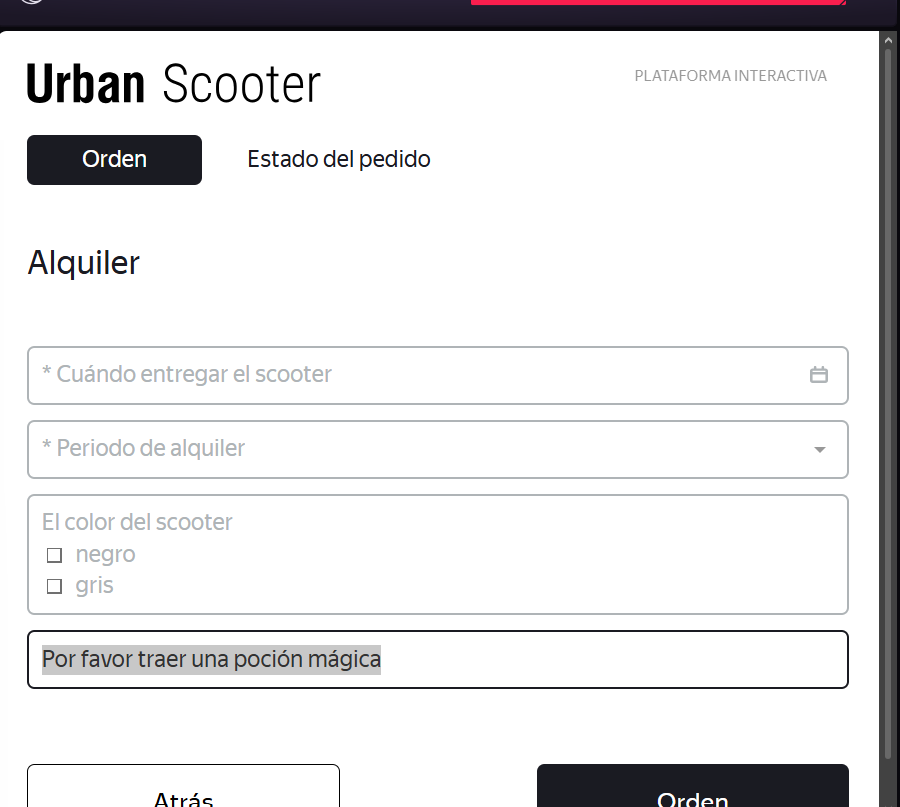 Urban Scooter
PLATAFORMA INTERACTIVA
Orden
Estado del pedido
Alquiler
* Cuándo entregar el scooter
* Periodo de alquiler
El color del scooter
negro
gris
Por favor traer una poción mágica
Atrás
Orden